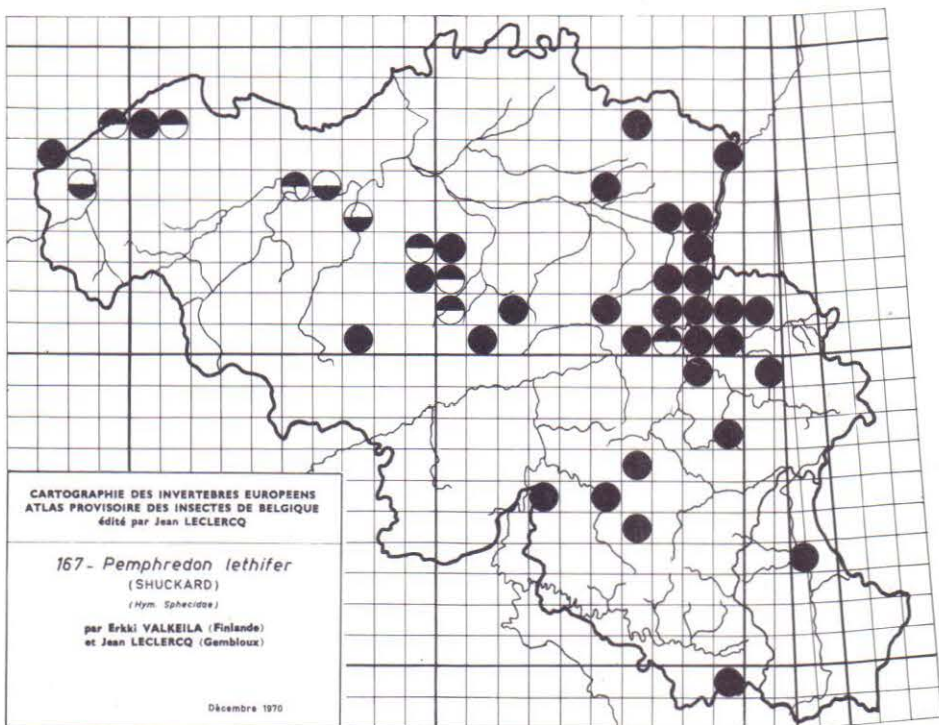 CARTOGRAPHIE DES INVERTEBRES EUROPEENS
ATLAS PROVISOIRE DES INSECTES DE BELGIQUE
édité par Jean LECLERCQ
167- Pemphredon lethifer
(SHUCKARD)
(Hym. Sphecidae)
par Erkki VALKEILA (Finlande)
et Jean LECLERCQ (Gembloux)
Décembre 1970